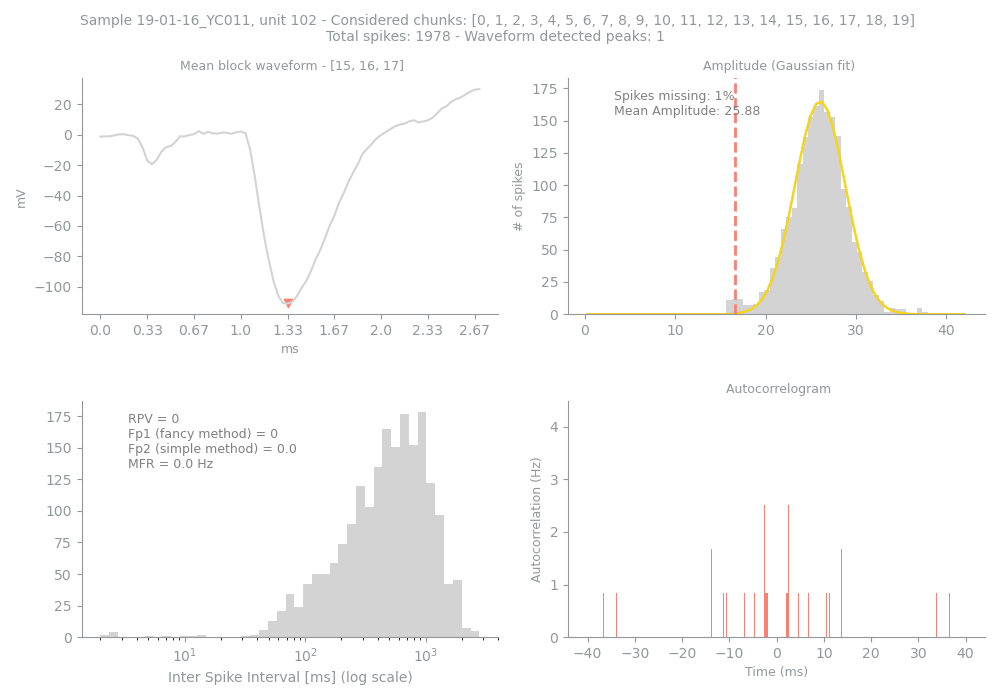 Sample 19-01-16_YC011, unit 102 - Considered chunks: [0, 1, 2, 3, 4, 5, 6, 7, 8, 9, 10, 11, 12, 13, 14, 15, 16, 17, 18, 19]
Total spikes: 1978 - Waveform detected peaks: 1
Mean block waveform - [15, 16, 17]
20
0
−20
−40
−60
−80
−100
mV
0.0 0.33 0.67 1.0 1.33 1.67 2.0 2.33 2.67
ms
Amplitude (Gaussian fit)
Spikes missing: 1%
Mean Amplitude: 25.88
175
150
125
100
75
50
25
0
# of spikes
0 10 20 30 40
RPV = 0
Fp1 (fancy method) = 0
Fp2 (simple method) = 0.0
MFR = 0.0 Hz
175
150
125
100
75
50
25
0
10¹ 10² 10³
Inter Spike Interval [ms] (log scale)
Autocorrelogram
4
3
2
1
0
Autocorrelation (Hz)
−40 −30 −20 −10 0 10 20 30 40
Time (ms)